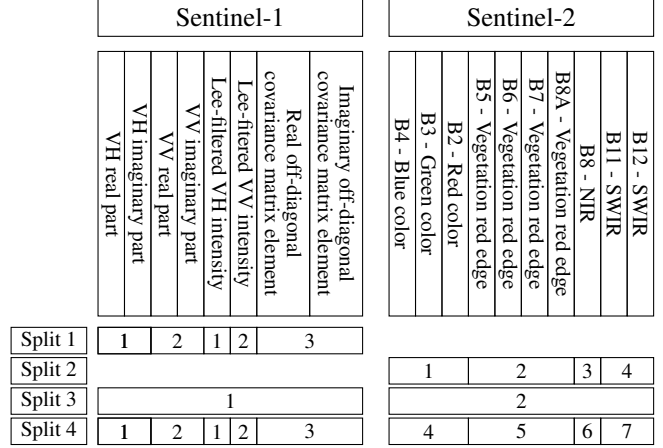 Sentinel-1
Sentinel-2
VH real part
VH imaginary part
VV real part
VV imaginary part
Lee-filtered VH intensity
Lee-fitered VV intensity
Real off-diagonal
covariance matrix element
Imaginary off-diagonal
covariance matrix element
B4 - Blue color
B3 - Green color
B2 - Red color
B5 - Vegetation red edge
B6 - Vegetation red edge
B7 - Vegetation red edge
B8A - Vegetation red edge
B8 - NIR
B11 - SWIR
B12 - SWIR
Split 1 1 2 1 2 3
Split 2 1 2 3 4
Split 3 1 2
Split 4 1 2 1 2 3 4 5 6 7